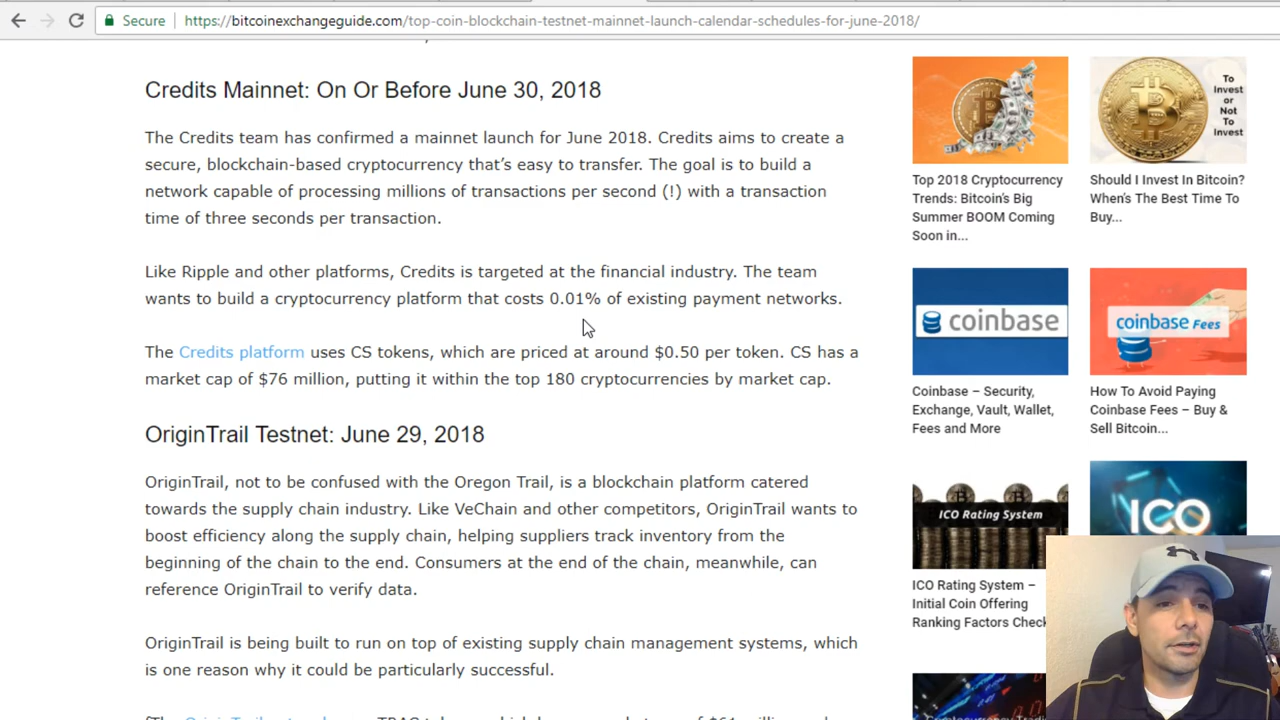 Secure
https://bitcoinexchangeguide.com/top-coin-blockchain-testnet-mainnet-launch-calendar-schedules-for-june-2018/
Credits Mainnet: On Or Before June 30, 2018
The Credits team has confirmed a mainnet launch for June 2018. Credits aims to create a
secure, blockchain-based cryptocurrency that's easy to transfer. The goal is to build a
network capable of processing millions of transactions per second (!) with a transaction
time of three seconds per transaction.
Like Ripple and other platforms, Credits is targeted at the financial industry. The team
wants to build a cryptocurrency platform that costs 0.01% of existing payment networks.
The Credits platform uses CS tokens, which are priced at around $0.50 per token. CS has a
market cap of $76 million, putting it within the top 180 cryptocurrencies by market cap.
OriginTrail Testnet: June 29, 2018
OriginTrail, not to be confused with the Oregon Trail, is a blockchain platform catered
towards the supply chain industry. Like VeChain and other competitors, OriginTrail wants to
boost efficiency along the supply chain, helping suppliers track inventory from the
beginning of the chain to the end. Consumers at the end of the chain, meanwhile, can
reference OriginTrail to verify data.
OriginTrail is being built to run on top of existing supply chain management systems, which
is one reason why it could be particularly successful.
Top 2018 Cryptocurrency
Trends: Bitcoin's Big
Summer BOOM Coming
Soon in...
To
Invest
or
Not
To
Invest
Should I Invest In Bitcoin?
When's The Best Time To
Buy...
coinbase
Coinbase – Security,
Exchange, Vault, Wallet,
Fees and More
coinbase Fees
How To Avoid Paying
Coinbase Fees – Buy &
Sell Bitcoin...
ICO Rating System
ICO Rating System –
Initial Coin Offering
Ranking Factors Check
ICO